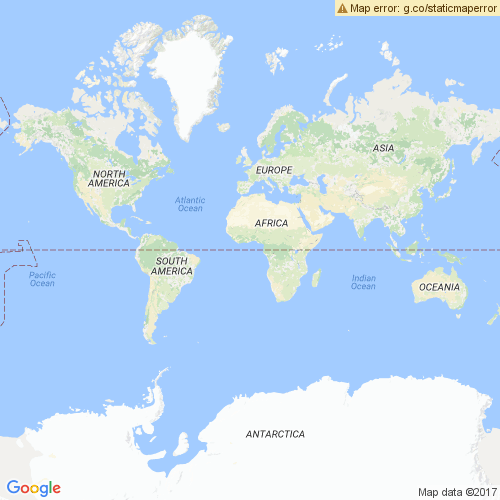 Map error: g.co/staticmaperror
ASIA
EUROPE
NORTH
AMERICA
Atlantic
Ocean
AFRICA
SOUTH
AMERICA
Pacific
Ocean
Indian
Ocean
OCEANIA
ANTARCTICA
Google
Map data ©2017